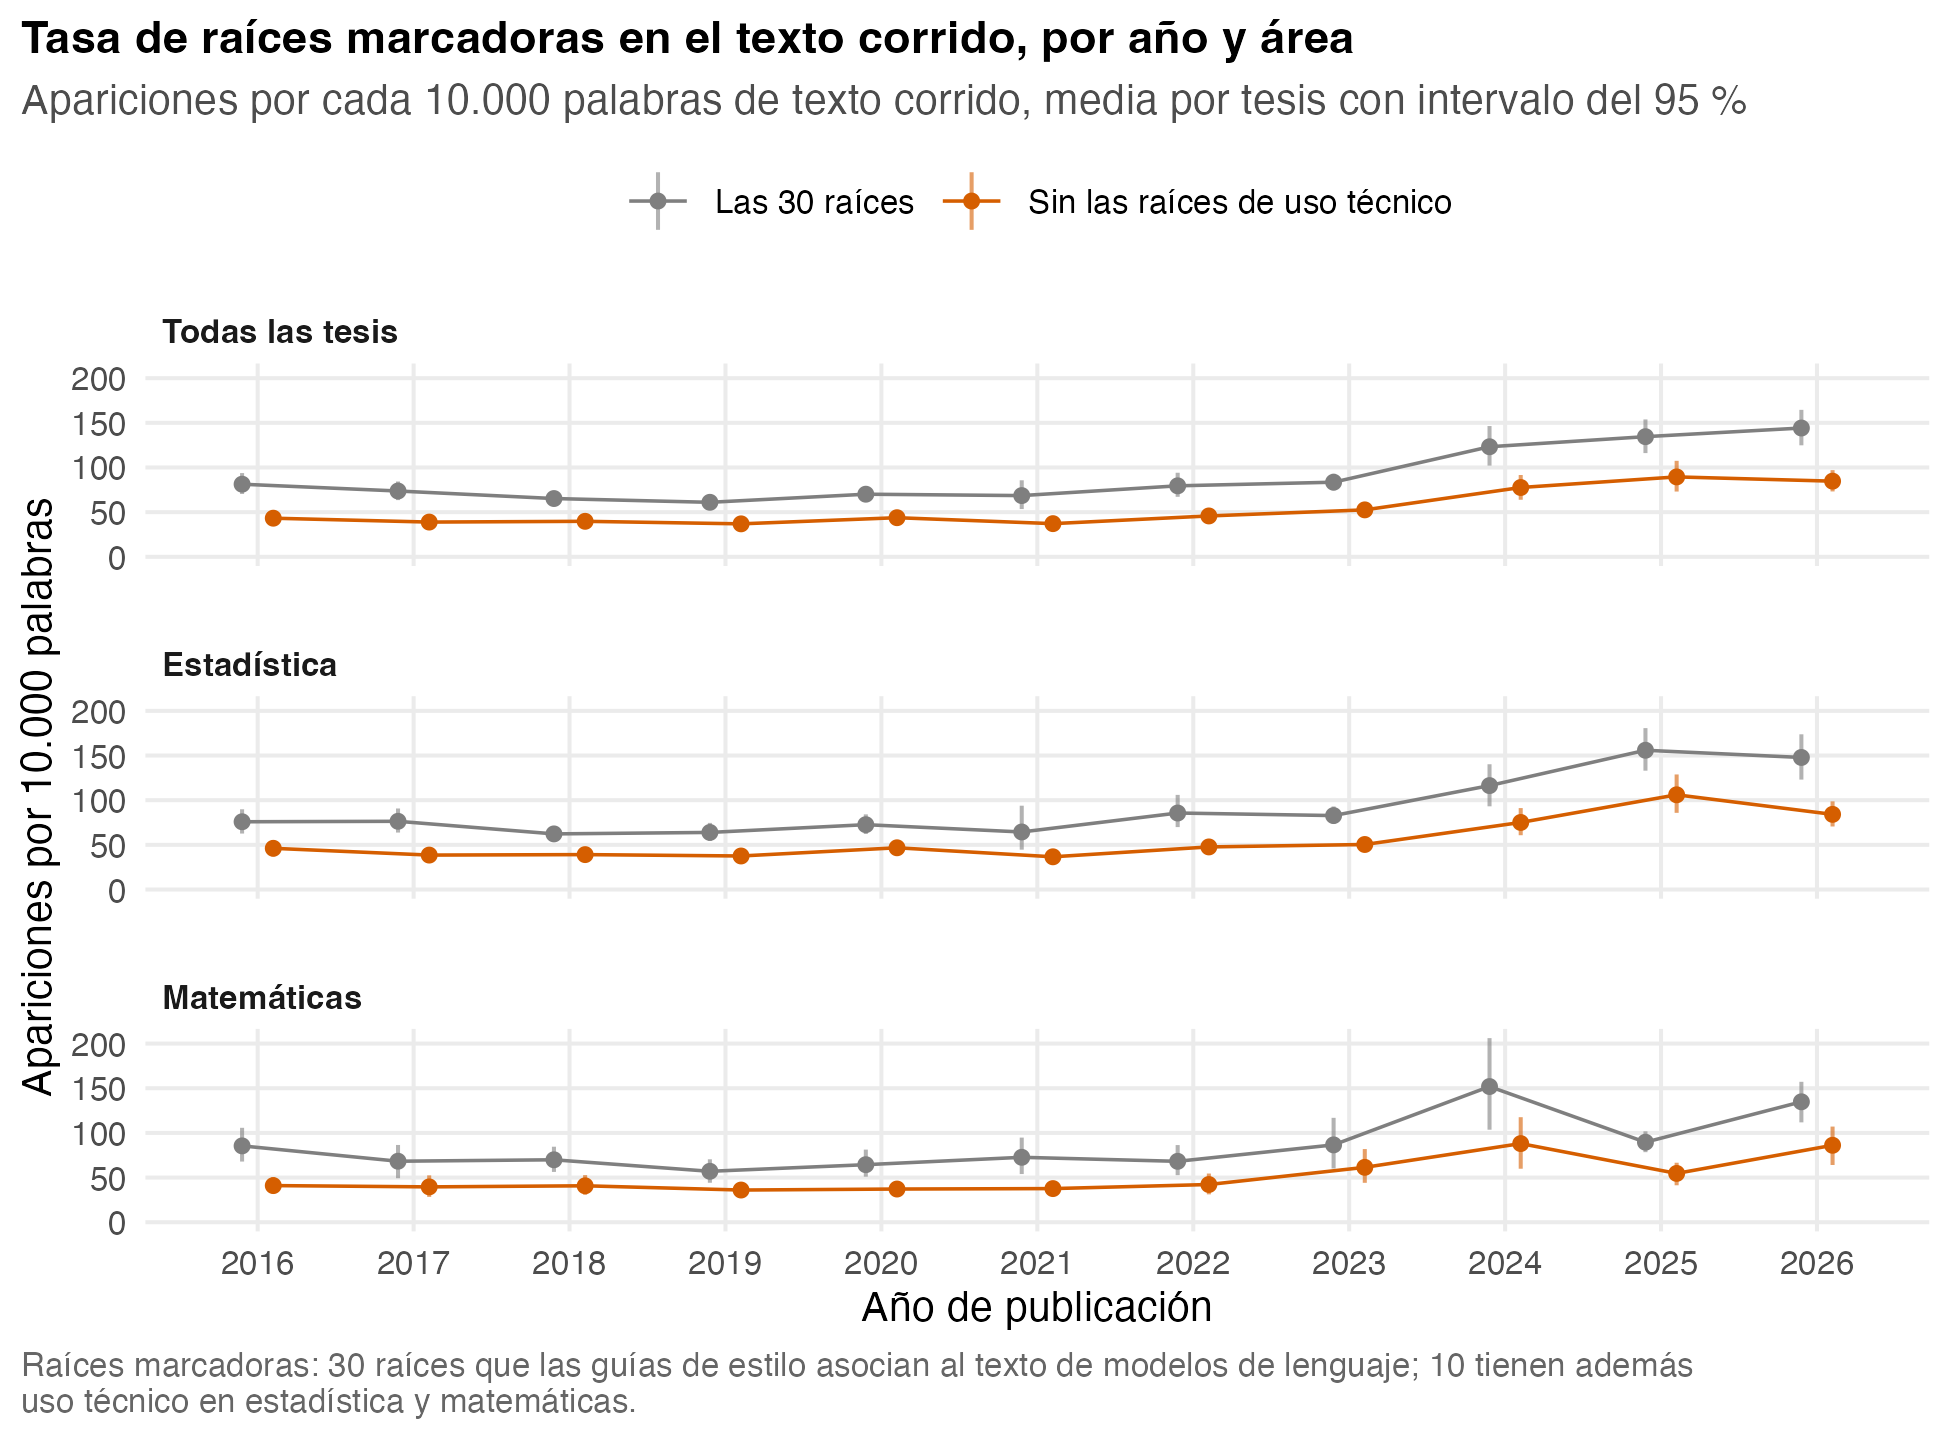 Tasa de raíces marcadoras en el texto corrido, por año y área
Apariciones por cada 10.000 palabras de texto corrido, media por tesis con intervalo del 95 %
Las 30 raíces
Sin las raíces de uso técnico
Apariciones por 10.000 palabras
Todas las tesis
200
150
100
50
0
Estadística
200
150
100
50
0
Matemáticas
200
150
100
50
0
2016 2017 2018 2019 2020 2021 2022 2023 2024 2025 2026
Año de publicación
Raíces marcadoras: 30 raíces que las guías de estilo asocian al texto de modelos de lenguaje; 10 tienen además
uso técnico en estadística y matemáticas.